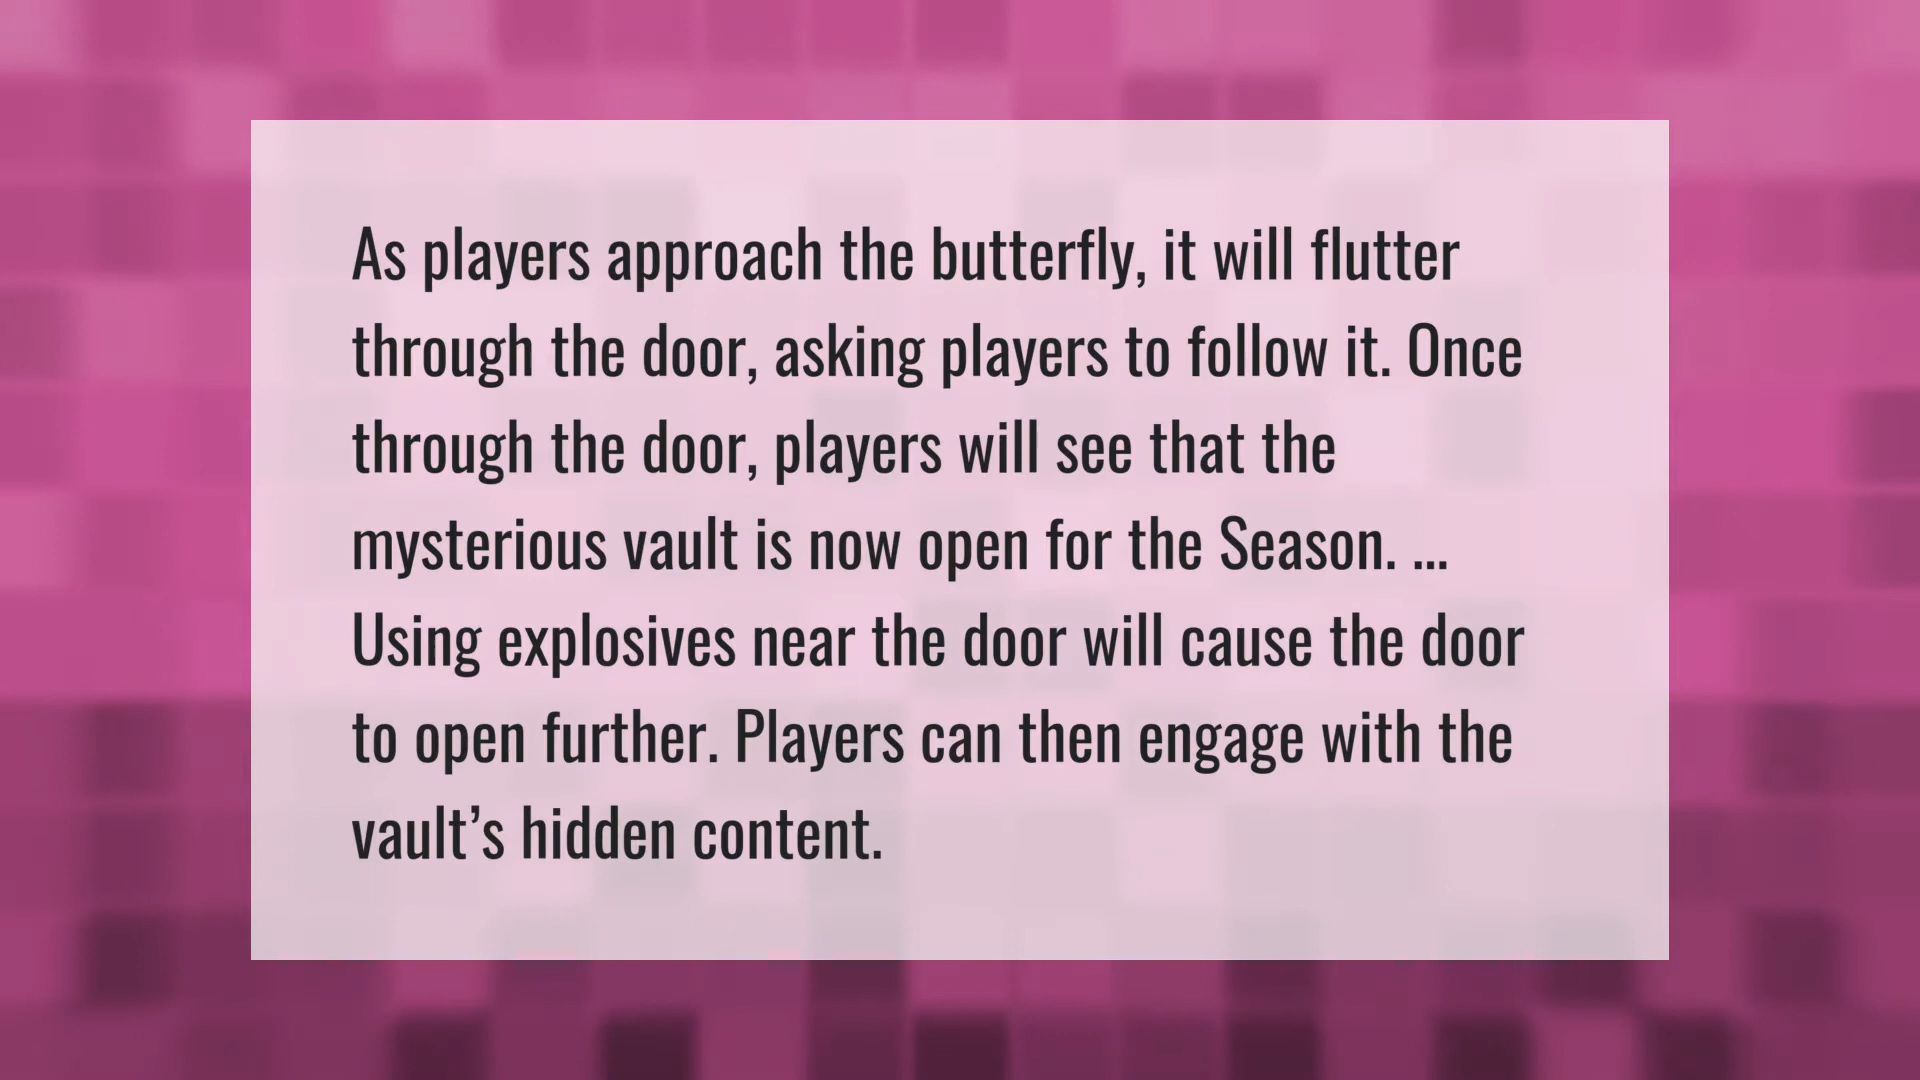 As players approach the butterfly, it will flutter
through the door, asking players to follow it. Once
through the door, players will see that the
mysterious vault is now open for the Season. ...
Using explosives near the door will cause the door
to open further. Players can then engage with the
vault’s hidden content.